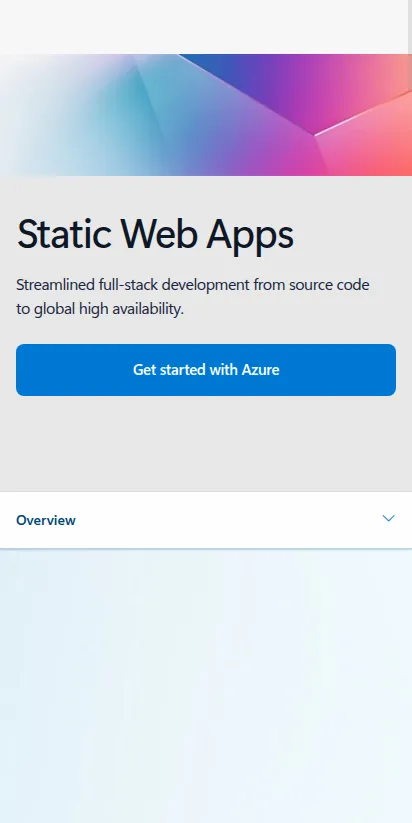 Static Web Apps
Streamlined full-stack development from source code
to global high availability.
Get started with Azure
Overview